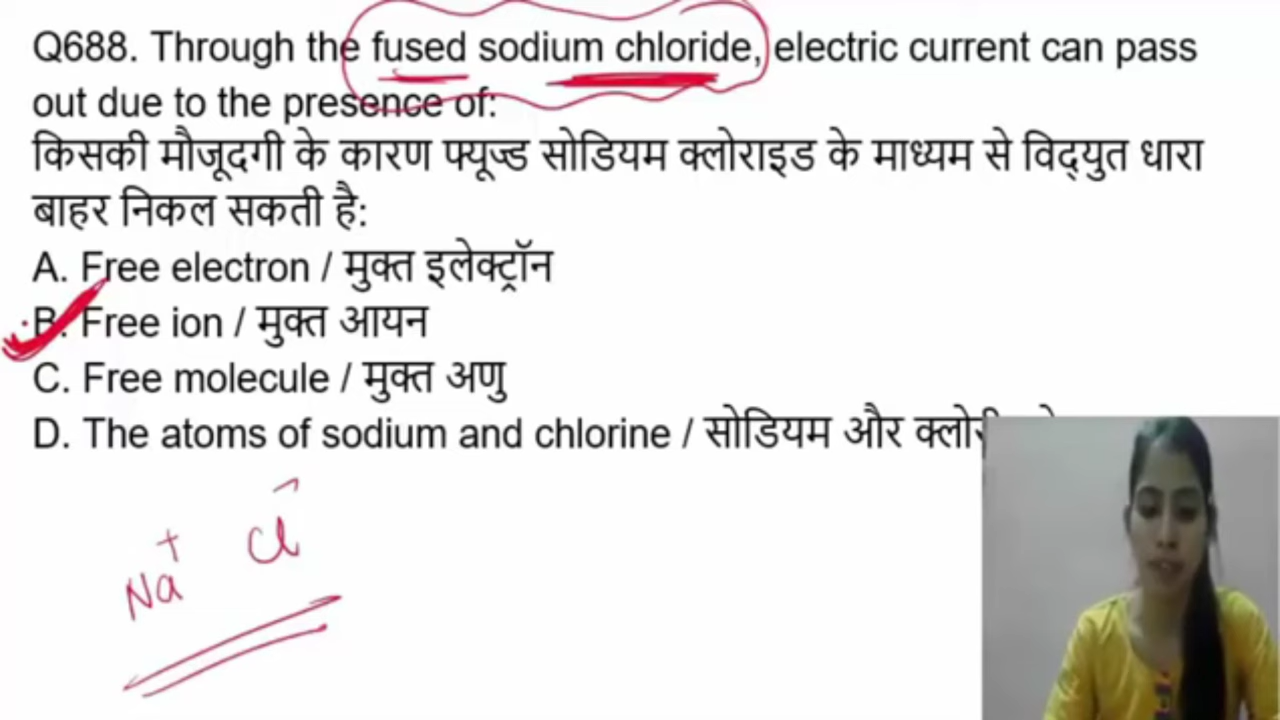 Q688. Through the fused sodium chloride, electric current can pass
out due to the presence of:
किसकी मौजूदगी के कारण फ्यूज्ड सोडियम क्लोराइड के माध्यम से विद्युत धारा
बाहर निकल सकती है:
A. Free electron / मुक्त इलेक्ट्रॉन
B. Free ion / मुक्त आयन
C. Free molecule / मुक्त अणु
D. The atoms of sodium and chlorine / सोडियम और
Na+ Cl-